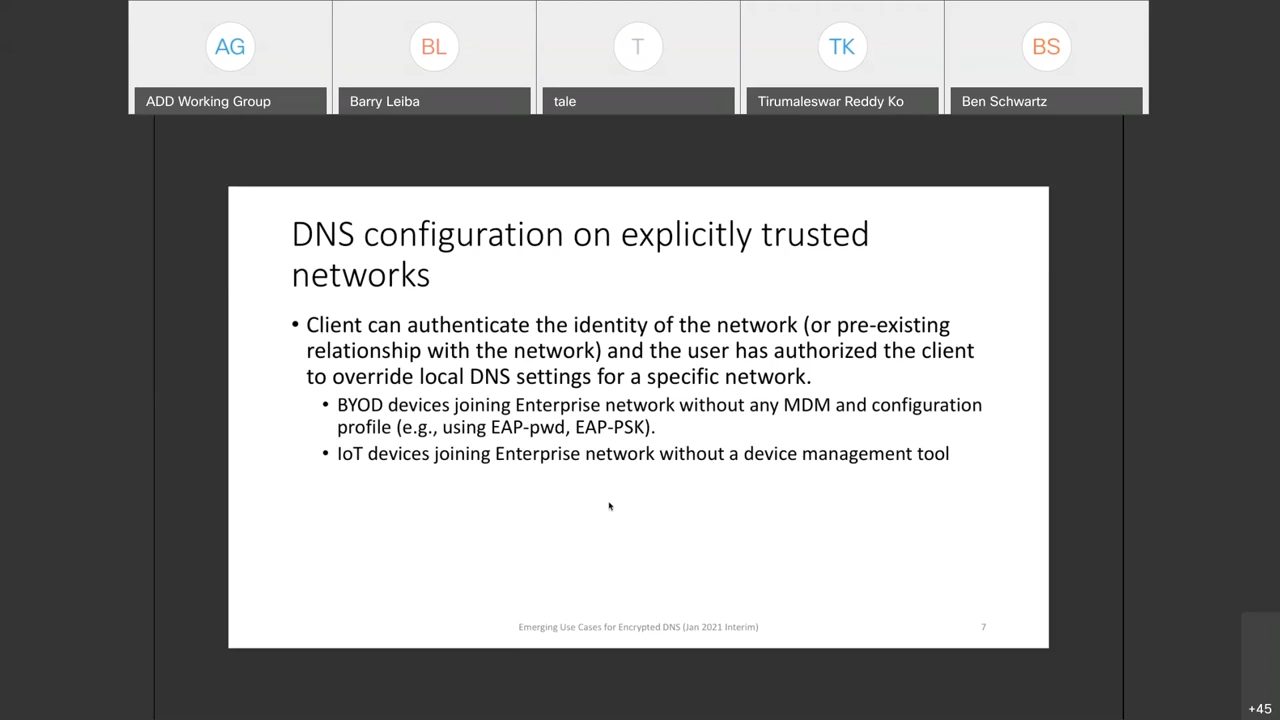 AG
BL
T
TK
BS
ADD Working Group
Barry Leiba
tale
Tirumaleswar Reddy Ko
Ben Schwartz
DNS configuration on explicitly trusted
networks
• Client can authenticate the identity of the network (or pre-existing
relationship with the network) and the user has authorized the client
to override local DNS settings for a specific network.
• BYOD devices joining Enterprise network without any MDM and configuration
profile (e.g., using EAP-pwd, EAP-PSK).
• IoT devices joining Enterprise network without a device management tool
Emerging Use Cases for Encrypted DNS (Jan 2021 Interim)
7
+45